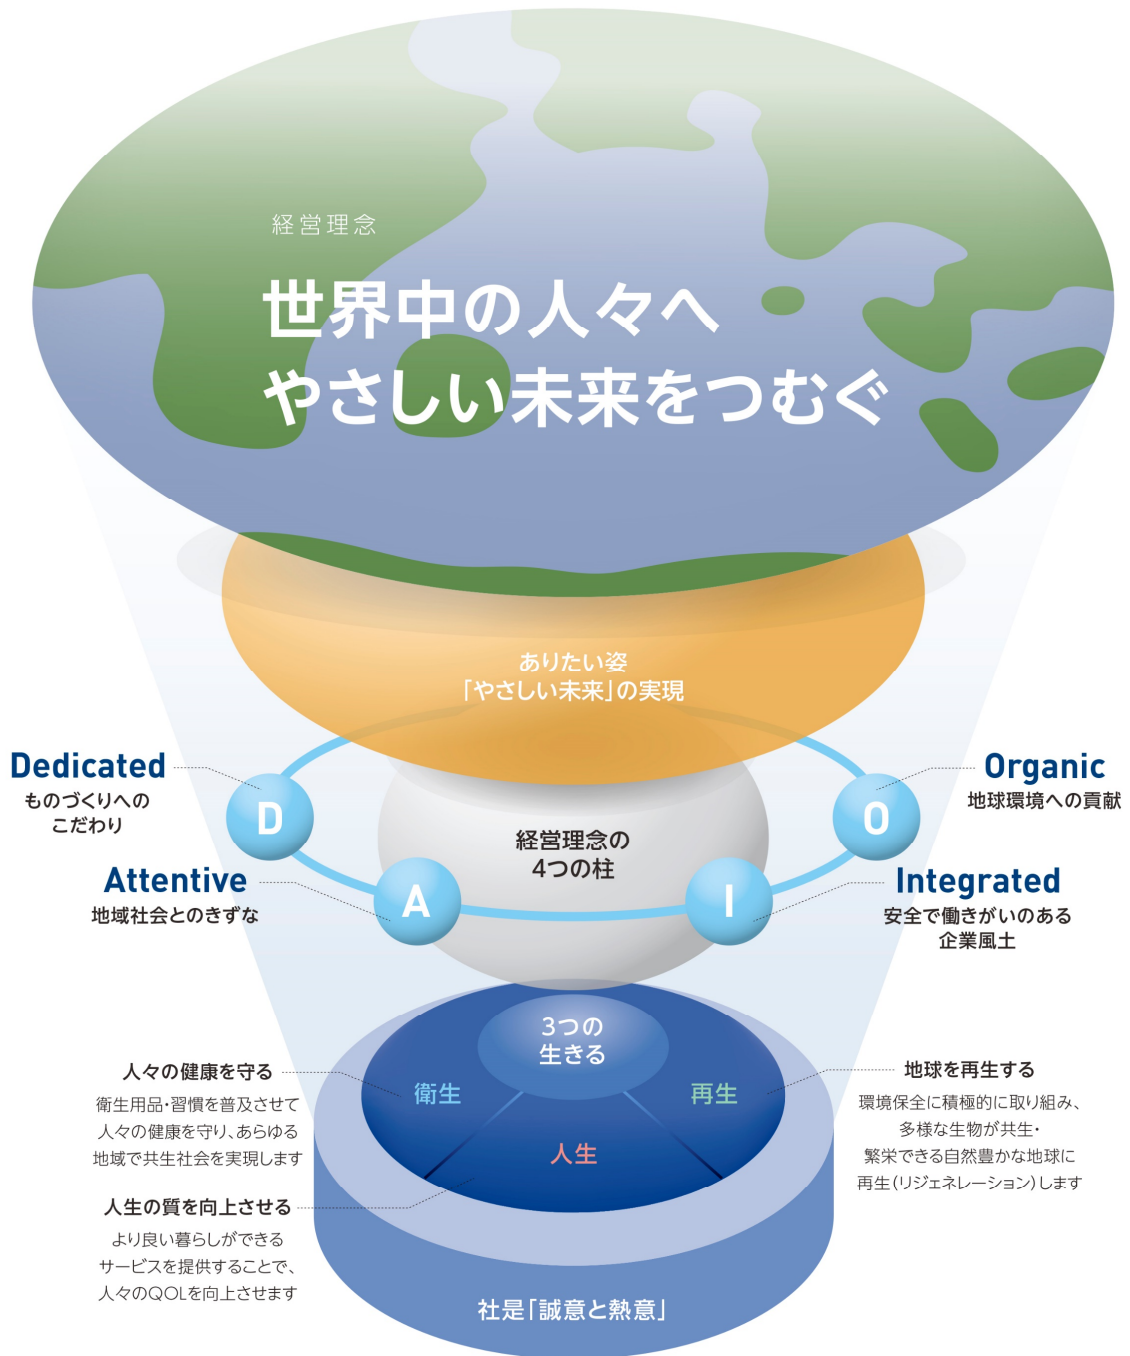 経営理念
世界中の人々へ
やさしい未来をつむぐ
ありたい姿
「やさしい未来」の実現
Dedicated
ものづくりへの
こだわり
D
Organic
地球環境への貢献
O
経営理念の
4つの柱
Attentive
地域社会とのきずな
A
Integrated
安全で働きがいのある
企業風土
I
3つの
生きる
衛生
再生
人生
人々の健康を守る
衛生用品・習慣を普及させて
人々の健康を守り、あらゆる
地域で共生社会を実現します
人生の質を向上させる
より良い暮らしができる
サービスを提供することで、
人々のQOLを向上させます
地球を再生する
環境保全に積極的に取り組み、
多様な生物が共生・
繁栄できる自然豊かな地球に
再生(リジェネレーション)します
社是「誠意と熱意」